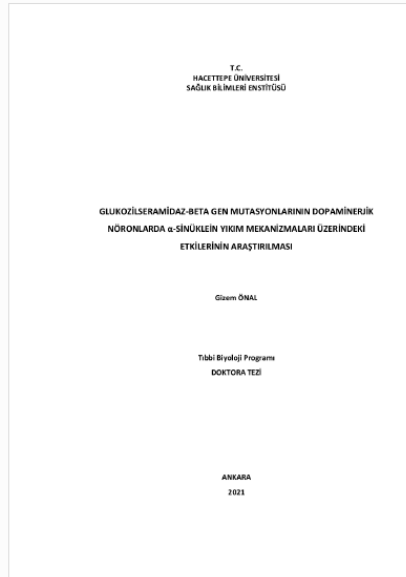 T.C.
HACETTEPE ÜNİVERSİTESİ
SAĞLIK BİLİMLERİ ENSTİTÜSÜ
GLUKOZİLSERAMİDAZ-BETA GEN MUTASYONLARININ DOPAMİNERJİK
NÖRONLARDA α-SİNÜKLEİN YIKIM MEKANİZMALARI ÜZERİNDEKİ
ETKİLERİNİN ARAŞTIRILMASI
Gizem ÖNAL
Tıbbi Biyoloji Programı
DOKTORA TEZİ
ANKARA
2021